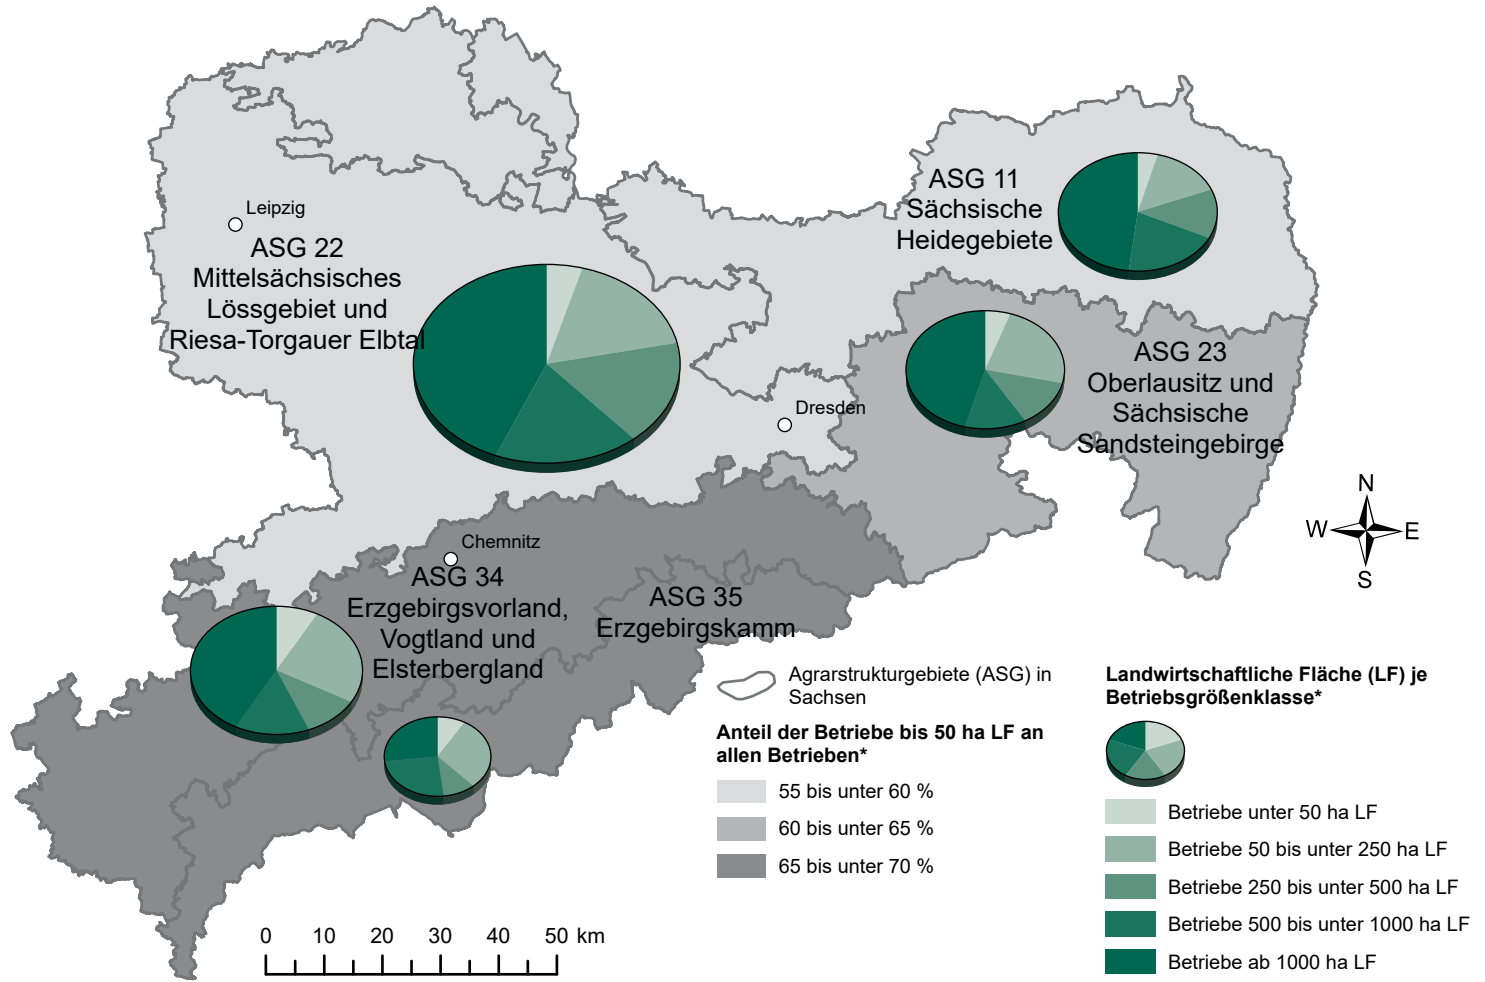 Leipzig
ASG 22
Mittelsächsisches
Lössgebiet und
Riesa-Torgauer Elbtal
ASG 11
Sächsische
Heidegebiete
ASG 23
Oberlausitz und
Sächsische
Sandsteingebirge
Dresden
Chemnitz
ASG 34
Erzgebirgsvorland,
Vogtland und
Elsterbergland
ASG 35
Erzgebirgskamm
N
W
E
S
Agrarstrukturgebiete (ASG) in
Sachsen
Anteil der Betriebe bis 50 ha LF an
allen Betrieben*
55 bis unter 60 %
60 bis unter 65 %
65 bis unter 70 %
Landwirtschaftliche Fläche (LF) je
Betriebsgrößenklasse*
Betriebe unter 50 ha LF
Betriebe 50 bis unter 250 ha LF
Betriebe 250 bis unter 500 ha LF
Betriebe 500 bis unter 1000 ha LF
Betriebe ab 1000 ha LF
0 10 20 30 40 50 km